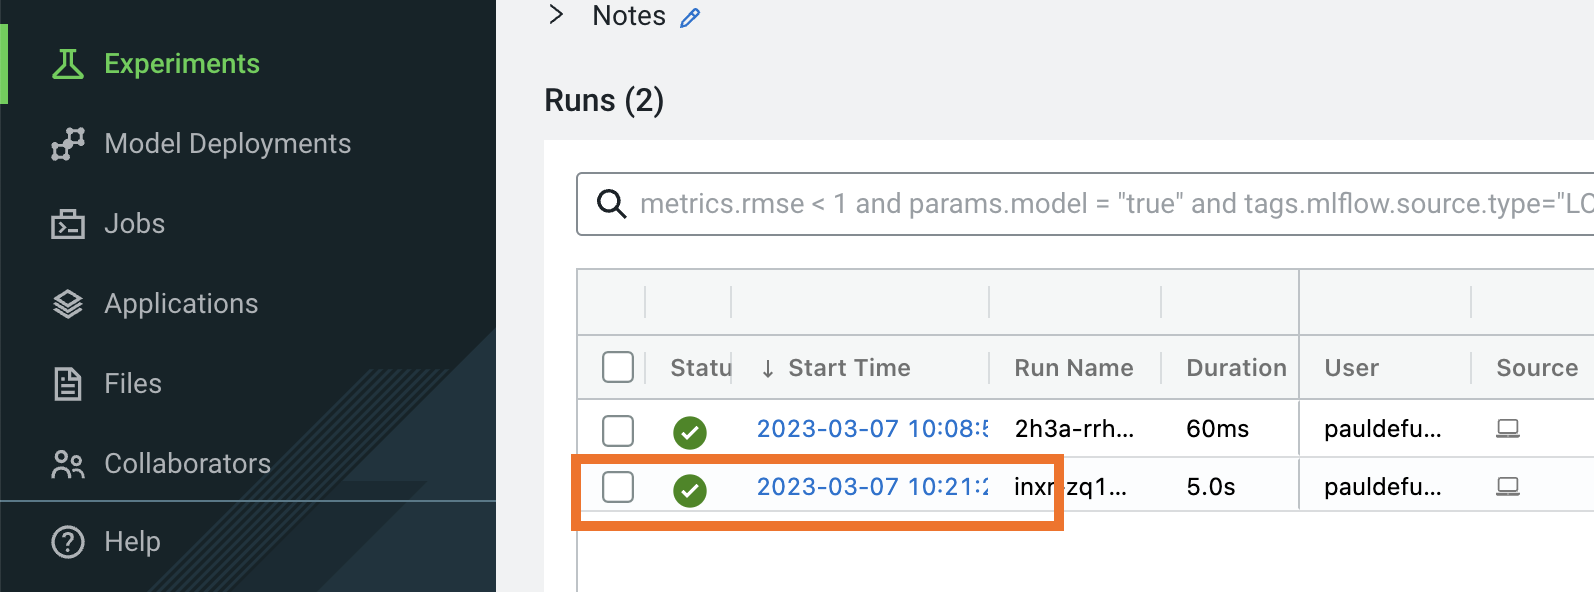 Experiments
Model Deployments
Jobs
Applications
Files
Collaborators
Help
Notes
Runs (2)
metrics.rmse < 1 and params.model = "true" and tags.mlflow.source.type="LC
Statu ↓ Start Time Run Name Duration User Source
2023-03-07 10:08:5 2h3a-rrh... 60ms pauldefu...
2023-03-07 10:21:2 5.0s pauldefu...